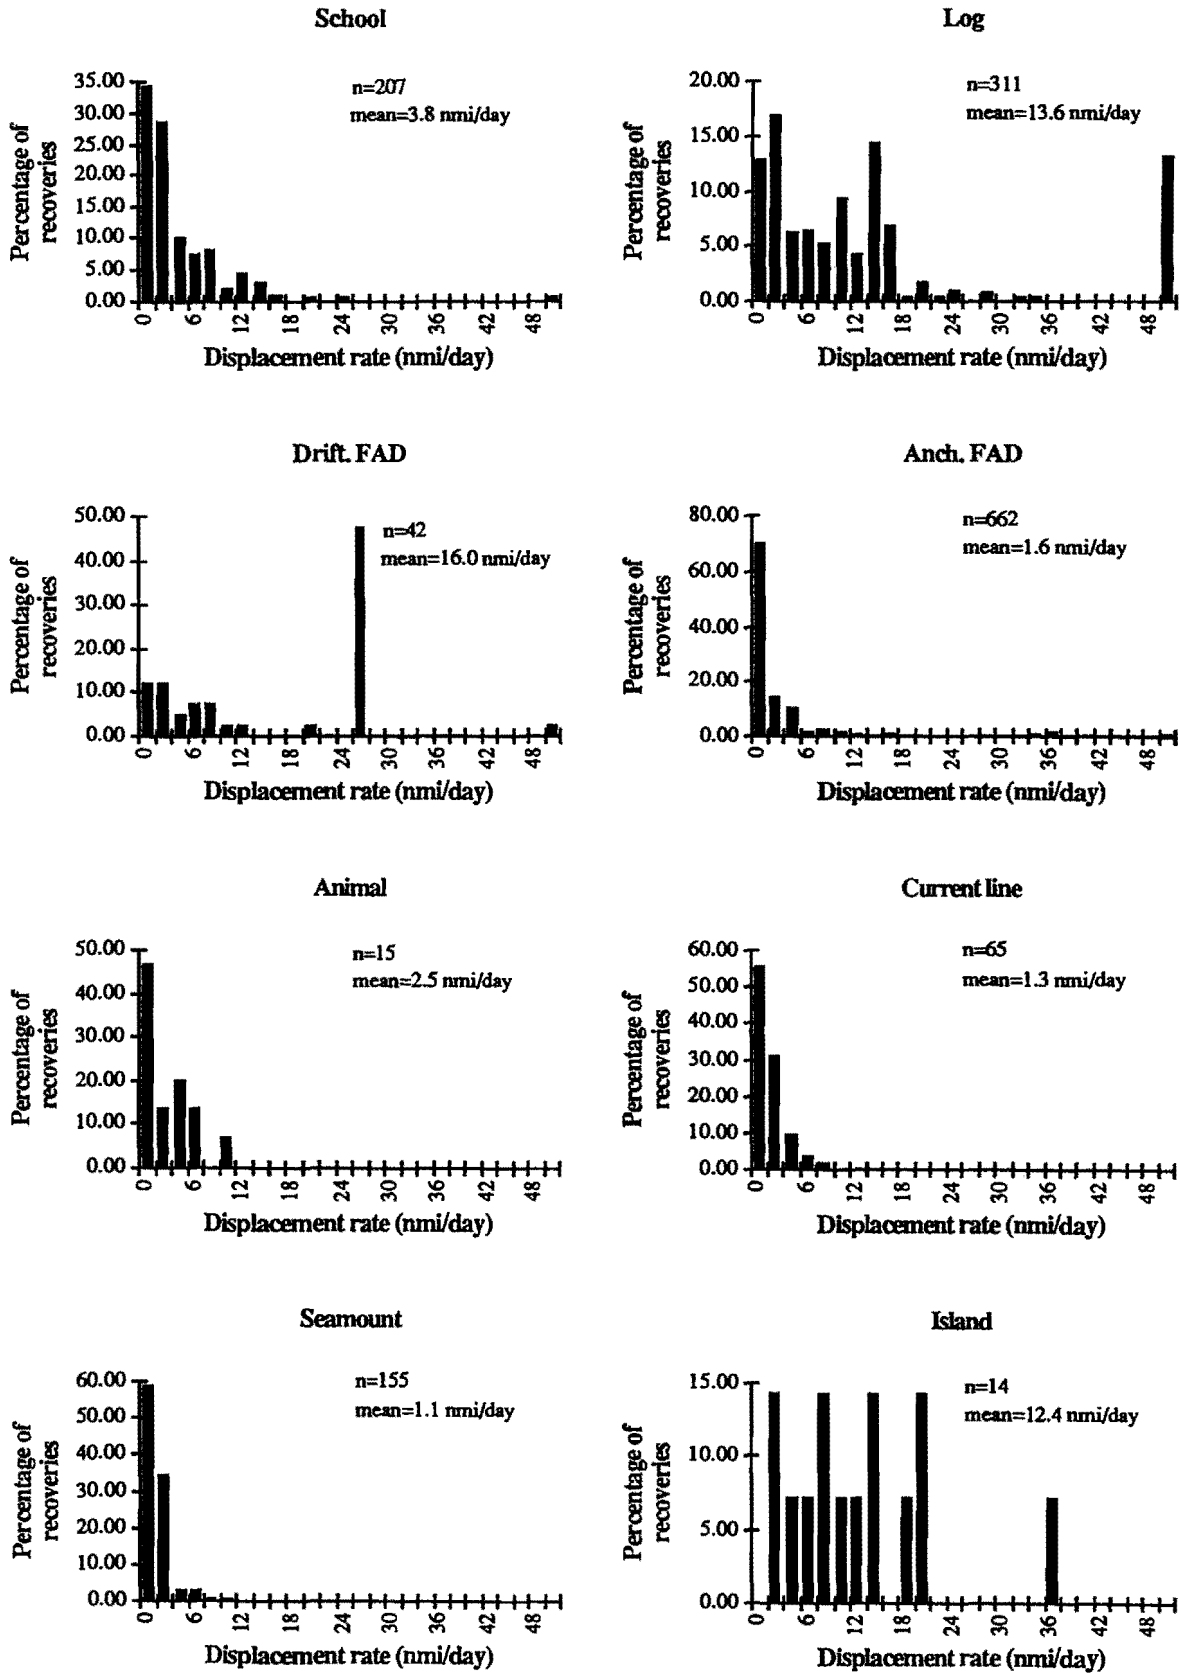 School
n=207
mean=3.8 nmi/day
Percentage of
recoveries
35.00
30.00
25.00
20.00
15.00
10.00
5.00
0.00
0 6 12 18 24 30 36 42 48
Displacement rate (nmi/day)
Log
n=311
mean=13.6 nmi/day
Percentage of
recoveries
20.00
15.00
10.00
5.00
0.00
0 6 12 18 24 30 36 42 48
Displacement rate (nmi/day)
Drift. FAD
n=42
mean=16.0 nmi/day
Percentage of
recoveries
50.00
40.00
30.00
20.00
10.00
0.00
0 6 12 18 24 30 36 42 48
Displacement rate (nmi/day)
Anch. FAD
n=662
mean=1.6 nmi/day
Percentage of
recoveries
80.00
60.00
40.00
20.00
0.00
0 6 12 18 24 30 36 42 48
Displacement rate (nmi/day)
Animal
n=15
mean=2.5 nmi/day
Percentage of
recoveries
50.00
40.00
30.00
20.00
10.00
0.00
0 6 12 18 24 30 36 42 48
Displacement rate (nmi/day)
Current line
n=65
mean=1.3 nmi/day
Percentage of
recoveries
60.00
50.00
40.00
30.00
20.00
10.00
0.00
0 6 12 18 24 30 36 42 48
Displacement rate (nmi/day)
Seamount
n=155
mean=1.1 nmi/day
Percentage of
recoveries
60.00
50.00
40.00
30.00
20.00
10.00
0.00
0 6 12 18 24 30 36 42 48
Displacement rate (nmi/day)
Island
n=14
mean=12.4 nmi/day
Percentage of
recoveries
15.00
10.00
5.00
0.00
0 6 12 18 24 30 36 42 48
Displacement rate (nmi/day)